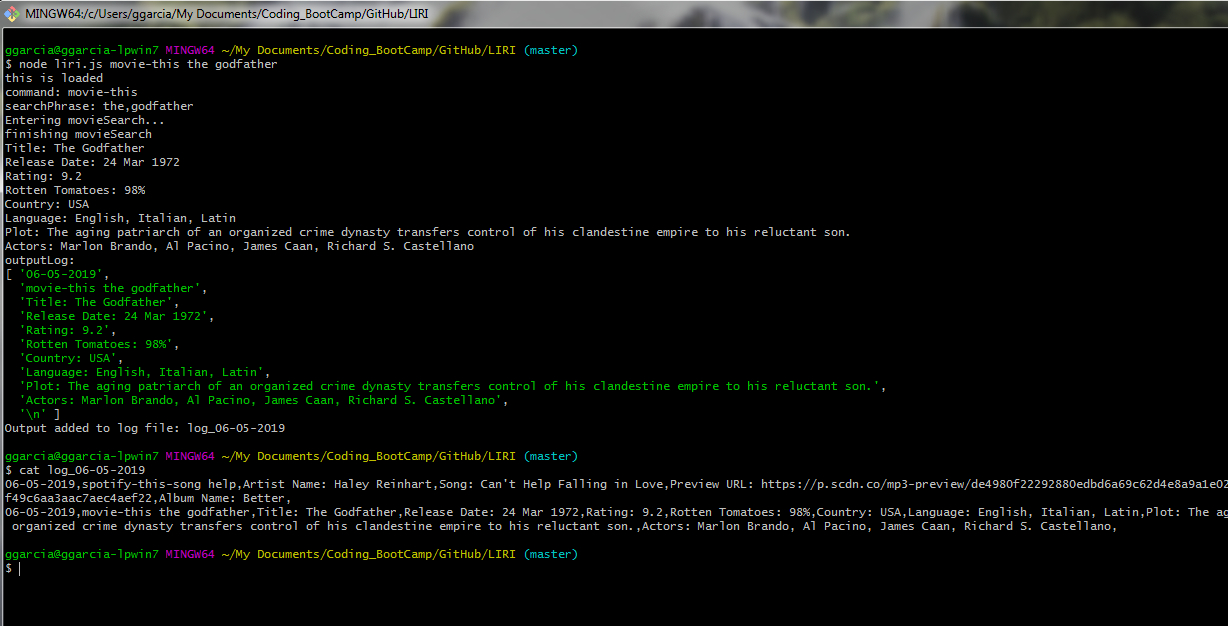 MINGW64:/c/Users/ggarcia/My Documents/Coding_BootCamp/GitHub/LIRI
ggarcia@ggarcia-lpwin7 MINGW64 ~/My Documents/Coding_BootCamp/GitHub/LIRI (master)
$ node liri.js movie-this the godfather
this is loaded
command: movie-this
searchPhrase: the,godfather
Entering movieSearch...
finishing movieSearch
Title: The Godfather
Release Date: 24 Mar 1972
Rating: 9.2
Rotten Tomatoes: 98%
Country: USA
Language: English, Italian, Latin
Plot: The aging patriarch of an organized crime dynasty transfers control of his clandestine empire to his reluctant son.
Actors: Marlon Brando, Al Pacino, James Caan, Richard S. Castellano
outputLog:
[ '06-05-2019',
  'movie-this the godfather',
  'Title: The Godfather',
  'Release Date: 24 Mar 1972',
  'Rating: 9.2',
  'Rotten Tomatoes: 98%',
  'Country: USA',
  'Language: English, Italian, Latin',
  'Plot: The aging patriarch of an organized crime dynasty transfers control of his clandestine empire to his reluctant son.',
  'Actors: Marlon Brando, Al Pacino, James Caan, Richard S. Castellano',
  '\n' ]
Output added to log file: log_06-05-2019
ggarcia@ggarcia-lpwin7 MINGW64 ~/My Documents/Coding_BootCamp/GitHub/LIRI (master)
$ cat log_06-05-2019
06-05-2019,spotify-this-song help,Artist Name: Haley Reinhart,Song: Can't Help Falling in Love,Preview URL: https://p.scdn.co/mp3-preview/de4980f22292880edbd6a69c62d4e8a9a1e02
f49c6aa3aac7aec4aef22,Album Name: Better,
06-05-2019,movie-this the godfather,Title: The Godfather,Release Date: 24 Mar 1972,Rating: 9.2,Rotten Tomatoes: 98%,Country: USA,Language: English, Italian, Latin,Plot: The ag
 organized crime dynasty transfers control of his clandestine empire to his reluctant son.,Actors: Marlon Brando, Al Pacino, James Caan, Richard S. Castellano,
ggarcia@ggarcia-lpwin7 MINGW64 ~/My Documents/Coding_BootCamp/GitHub/LIRI (master)
$